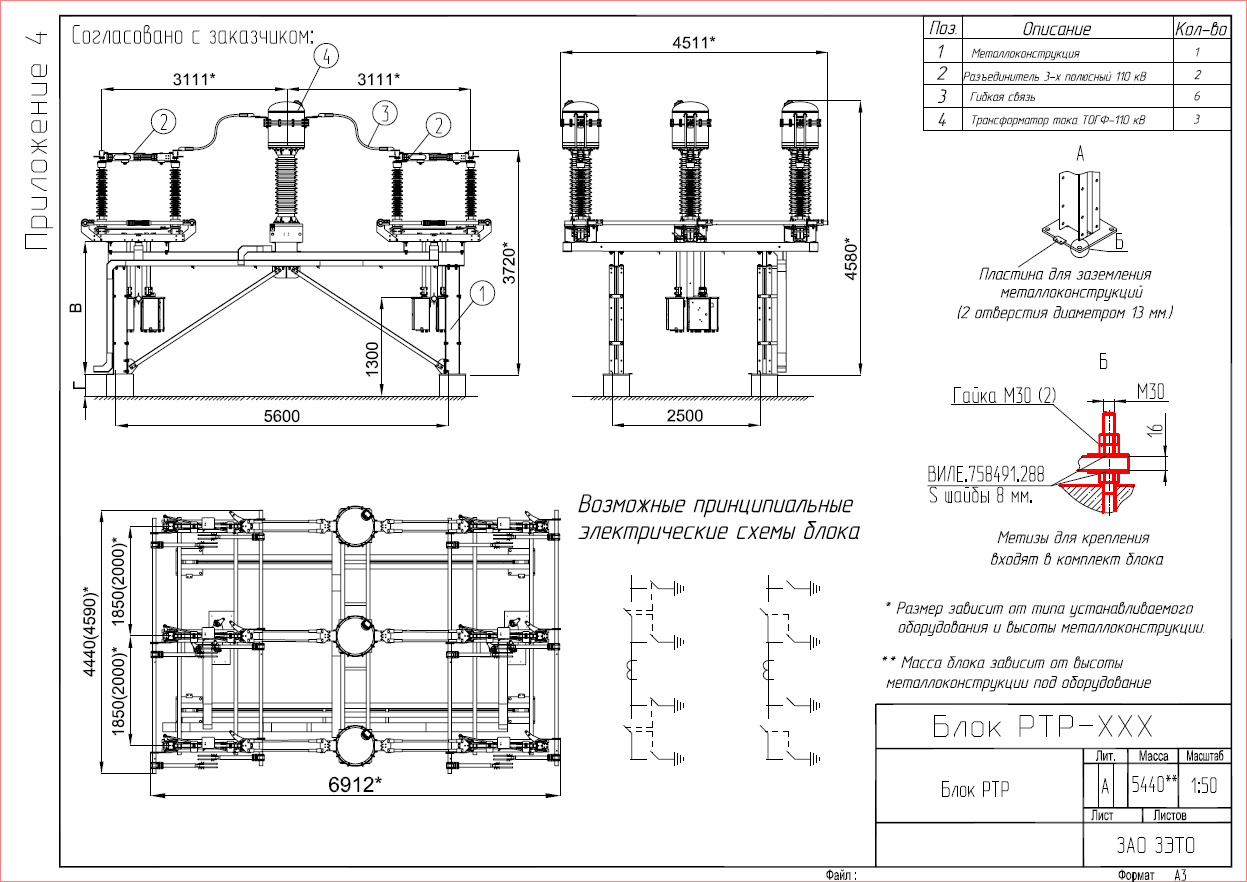 Приложение 4
Согласовано с заказчиком:
3111*
3111*
4
2
3
2
1
В
Г
1300
3720*
5600
4511*
4580*
2500
Поз. Описание Кол-во
1 Металлоконструкция 1
2 Разъединитель 3-х полюсный 110 кВ 2
3 Гибкая связь 6
4 Трансформатор тока ТОГФ-110 кВ 3
А
Б
Пластина для заземления
металлоконструкций
(2 отверстия диаметром 13 мм.)
Б
Гайка М30 (2)
М30
16
ВИЛЕ.758491.288
S шайбы 8 мм.
Метизы для крепления
входят в комплект блока
4440(4590)*
1850(2000)*
1850(2000)*
6912*
Возможные принципиальные
электрические схемы блока
* Размер зависит от типа устанавливаемого
оборудования и высоты металлоконструкции.
** Масса блока зависит от высоты
металлоконструкции под оборудование
Блок РТР-XXX
Блок РТР
Лит. Масса Масштаб
А 5440** 1:50
Лист Листов
ЗАО ЗЭТО
Файл :
Формат А3